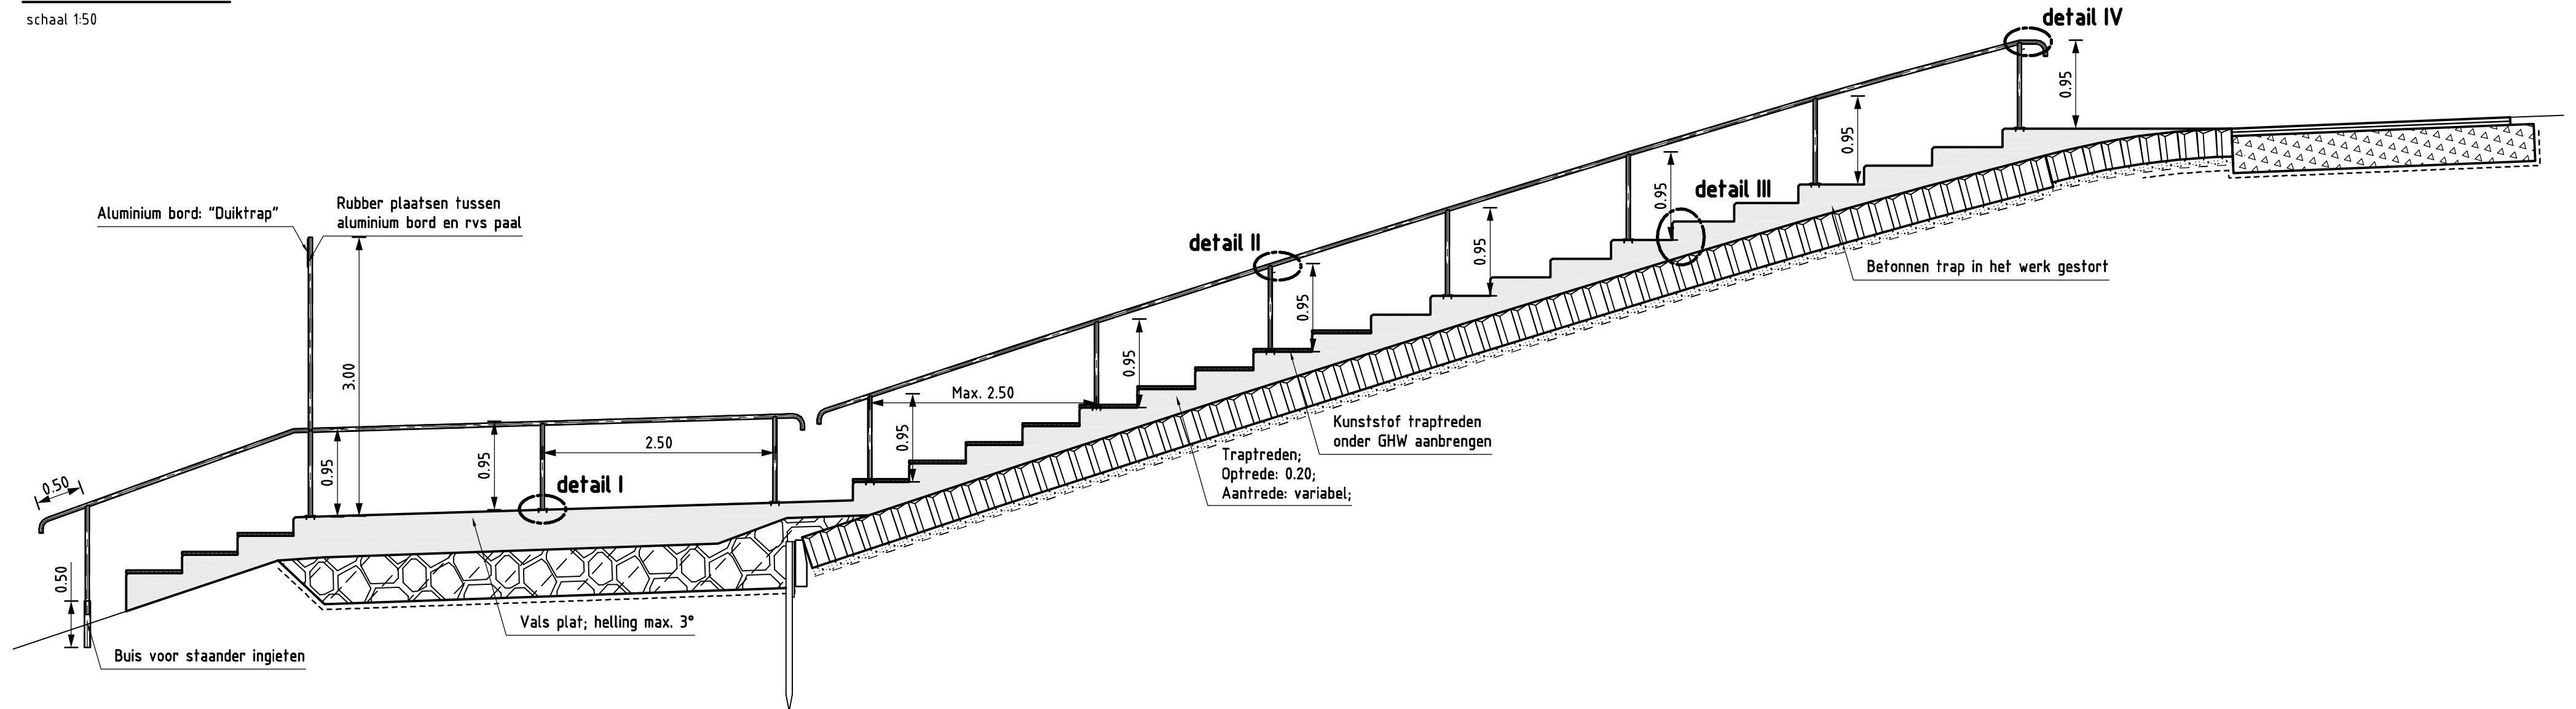 schaal 1:50
detail IV
0.95
0.95
0.95
detail III
Aluminium bord: "Duiktrap"
Rubber plaatsen tussen
aluminium bord en rvs paal
detail II
0.95
Betonnen trap in het werk gestort
0.95
3.00
0.95
Max. 2.50
Kunststof traptreden
onder GHW aanbrengen
0.95
2.50
0.95
0.95
Traptreden;
Optrede: 0.20;
Aantrede: variabel;
0.50
detail I
0.50
Vals plat; helling max. 3°
Buis voor staander ingieten